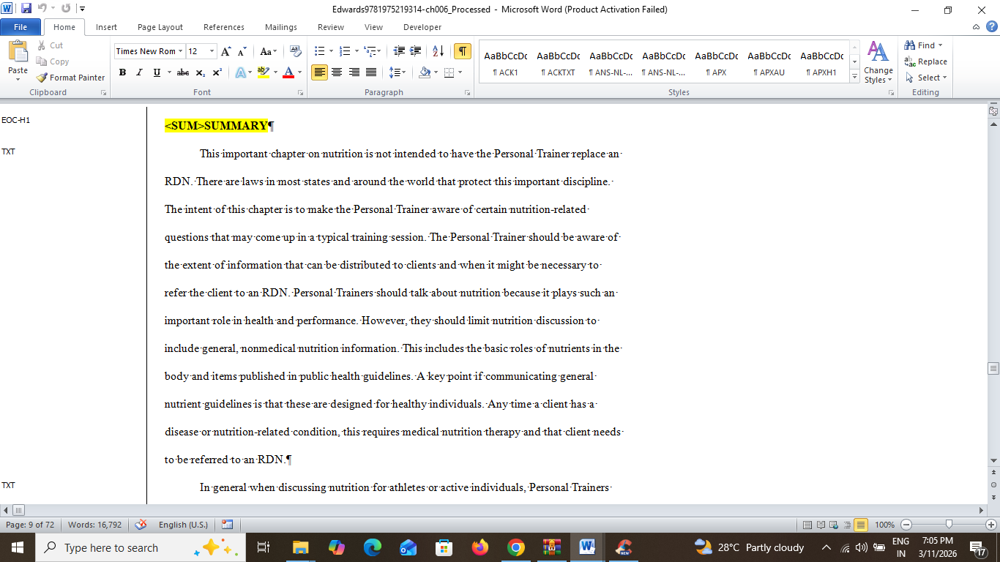 Edwards9781975219314-ch006_Processed - Microsoft Word (Product Activation Failed)
File Home Insert Page Layout References Mailings Review View Developer
Paste
Cut
Copy
Format Painter
Clipboard
Times New Rom 12
Font
Paragraph
AaBbCcDc AaBbCcDc AaBbCcDc AaBbCcDc AaBbCcDc AaBbCcDc AaBbCcDc
¶ ACK1 ¶ ACKTXT ¶ ANS-NL-... ¶ ANS-NL-... ¶ APX ¶ APXAU ¶ APXH1
Styles
Change Styles
Find
Replace
Select
Editing
EOC-H1
<SUM>SUMMARY¶
TXT
This important chapter on nutrition is not intended to have the Personal Trainer replace an
RDN. There are laws in most states and around the world that protect this important discipline.
The intent of this chapter is to make the Personal Trainer aware of certain nutrition-related
questions that may come up in a typical training session. The Personal Trainer should be aware of
the extent of information that can be distributed to clients and when it might be necessary to
refer the client to an RDN. Personal Trainers should talk about nutrition because it plays such an
important role in health and performance. However, they should limit nutrition discussion to
include general, nonmedical nutrition information. This includes the basic roles of nutrients in the
body and items published in public health guidelines. A key point if communicating general
nutrient guidelines is that these are designed for healthy individuals. Any time a client has a
disease or nutrition-related condition, this requires medical nutrition therapy and that client needs
to be referred to an RDN.¶
TXT
In general when discussing nutrition for athletes or active individuals, Personal Trainers
Page: 9 of 72 Words: 16,792 English (U.S.) 100%
Type here to search
28°C Partly cloudy
ENG
IN
7:05 PM
3/11/2026
17